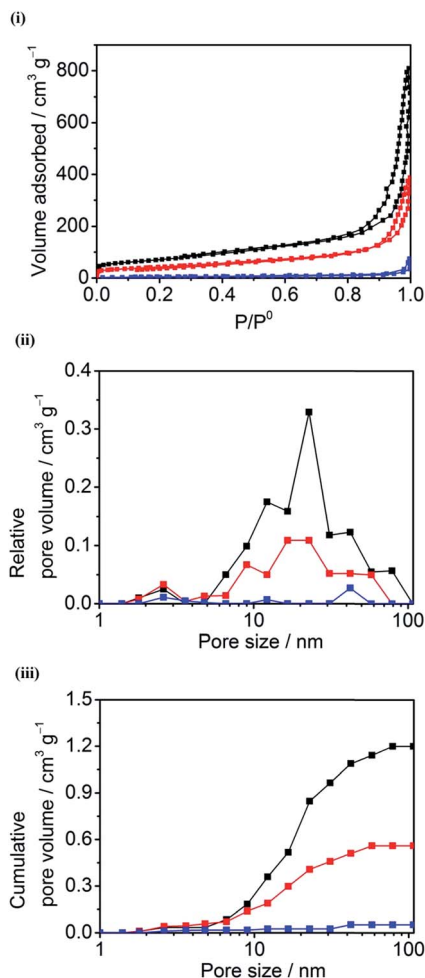 (i)
Volume adsorbed / cm³ g⁻¹
800
600
400
200
0
0.0 0.2 0.4 0.6 0.8 1.0
P/P⁰
(ii)
Relative
pore volume / cm³ g⁻¹
0.4
0.3
0.2
0.1
0.0
1 10 100
Pore size / nm
(iii)
Cumulative
pore volume / cm³ g⁻¹
1.5
1.2
0.9
0.6
0.3
0.0
1 10 100
Pore size / nm